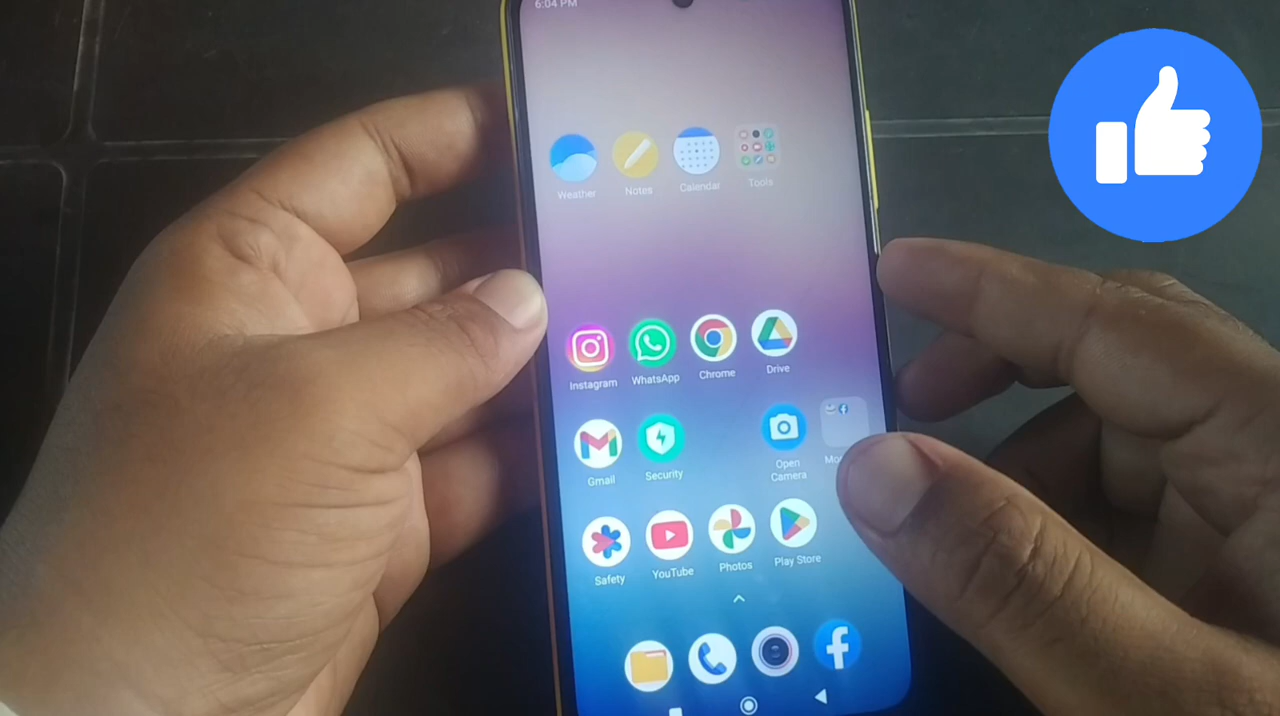 6:04 PM
Weather
Notes
Calendar
Tools
Instagram
WhatsApp
Chrome
Drive
Gmail
Security
Open
Camera
Safety
YouTube
Photos
Play Store